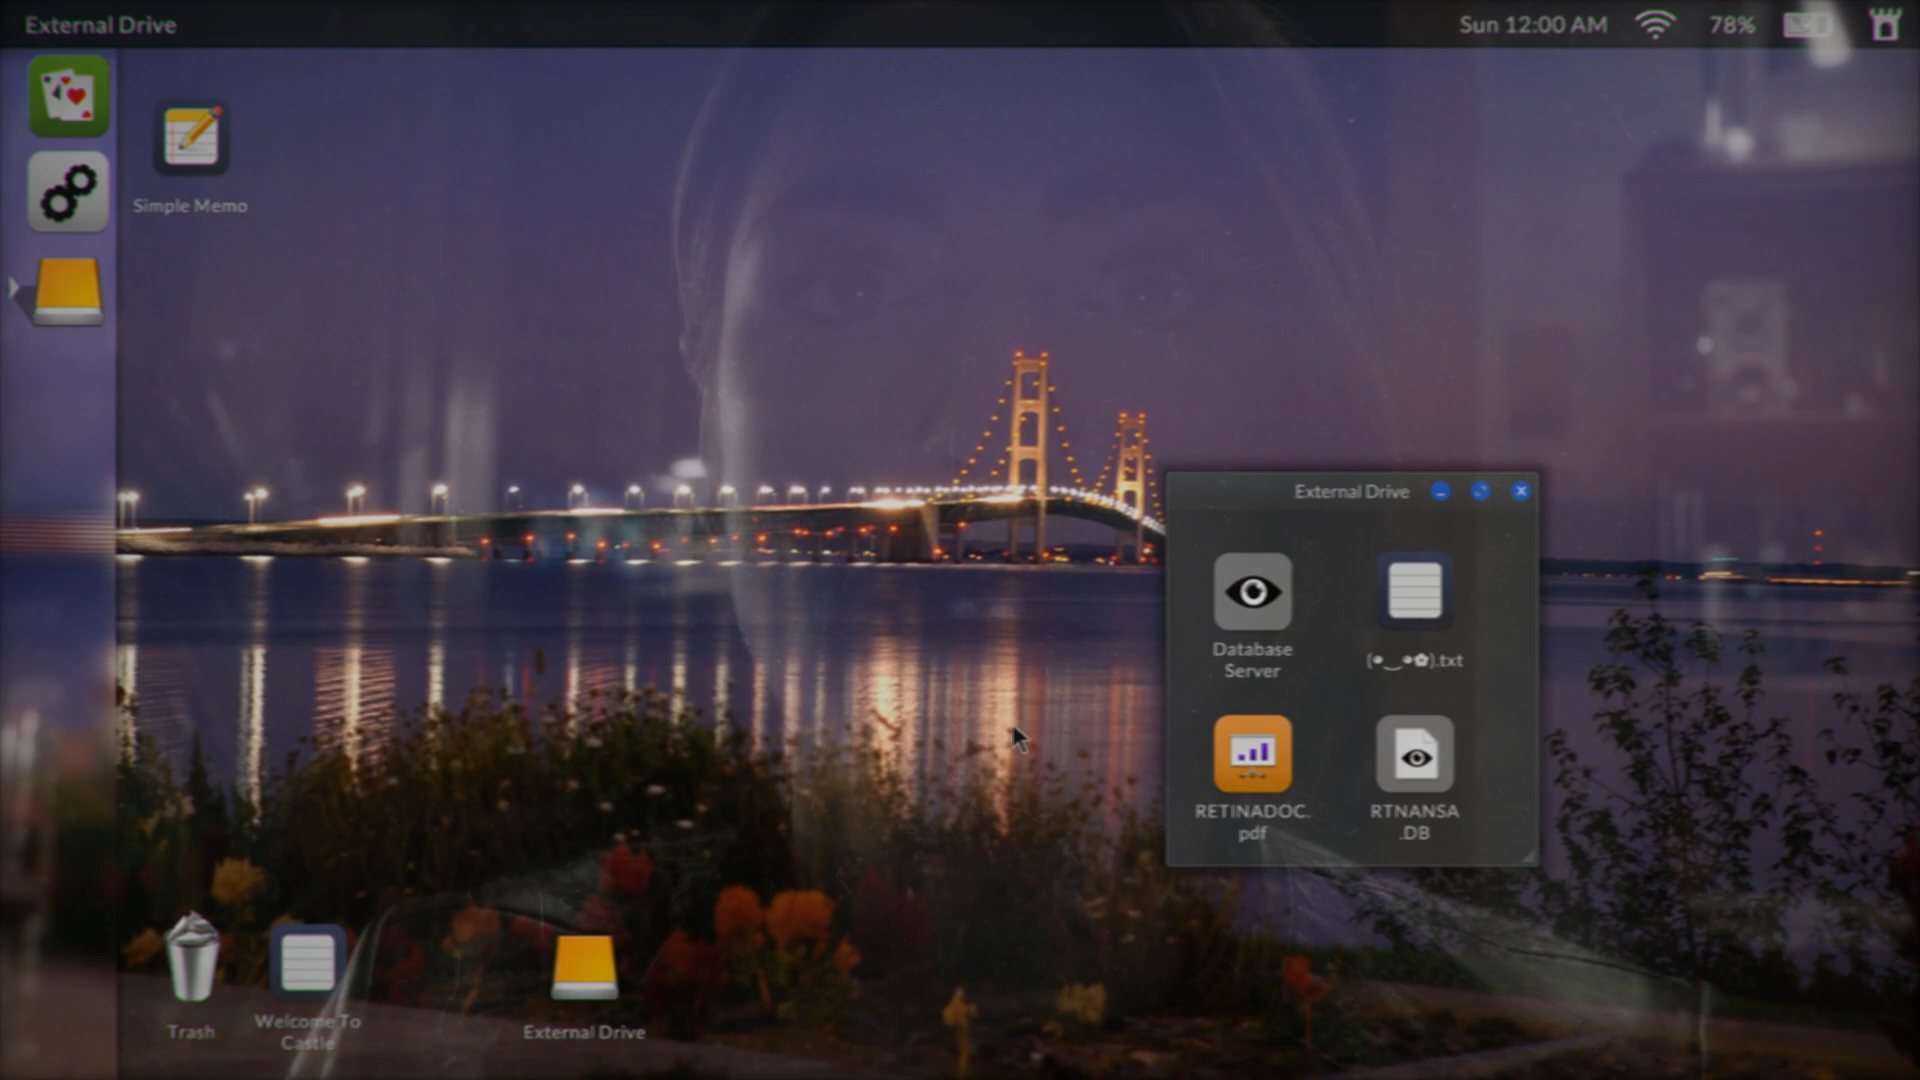 External Drive
Sun 12:00 AM
78%
Simple Memo
External Drive
Database
Server
(•‿•✿).txt
RETINADOC.
pdf
RTNANSA
.DB
Trash
Welcome To
Castle
External Drive